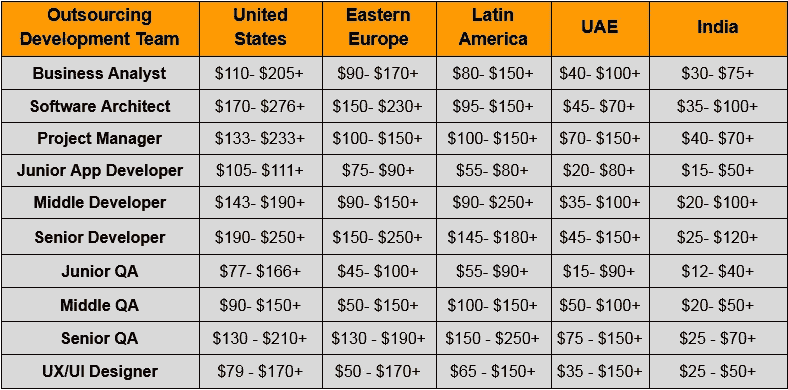 Outsourcing Development Team United States Eastern Europe Latin America UAE India
Business Analyst $110- $205+ $90- $170+ $80- $150+ $40- $100+ $30- $75+
Software Architect $170- $276+ $150- $230+ $95- $150+ $45- $70+ $35- $100+
Project Manager $133- $233+ $100- $150+ $100- $150+ $70- $150+ $40- $70+
Junior App Developer $105- $111+ $75- $90+ $55- $80+ $20- $80+ $15- $50+
Middle Developer $143- $190+ $90- $150+ $90- $250+ $35- $100+ $20- $100+
Senior Developer $190- $250+ $150- $250+ $145- $180+ $45- $150+ $25- $120+
Junior QA $77- $166+ $45- $100+ $55- $90+ $15- $90+ $12- $40+
Middle QA $90- $150+ $50- $150+ $100- $150+ $50- $100+ $20- $50+
Senior QA $130 - $210+ $130 - $190+ $150 - $250+ $75 - $150+ $25 - $70+
UX/UI Designer $79 - $170+ $50 - $170+ $65 - $150+ $35 - $150+ $25 - $50+